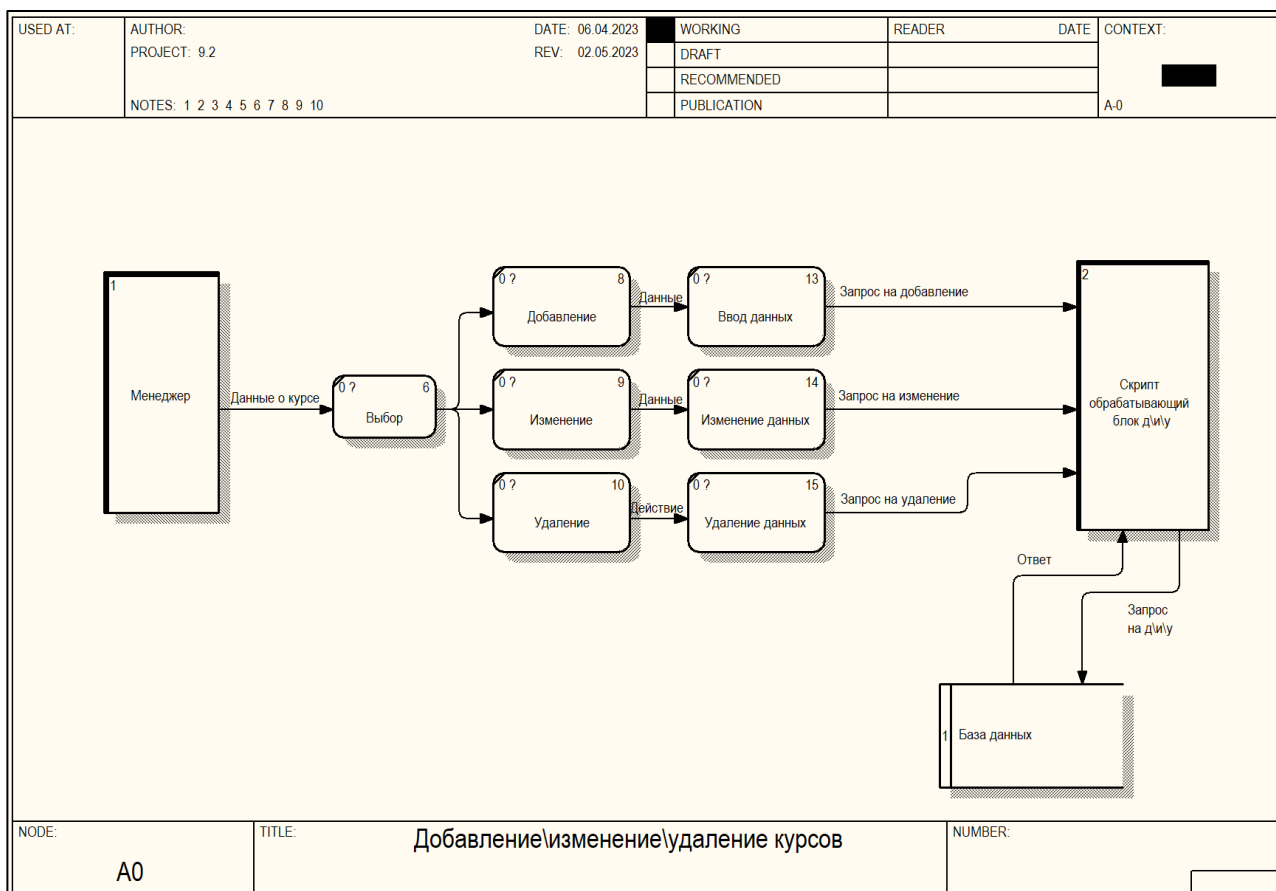 USED AT:
AUTHOR:
DATE: 06.04.2023
PROJECT: 9.2
REV: 02.05.2023
NOTES: 1 2 3 4 5 6 7 8 9 10
WORKING
DRAFT
RECOMMENDED
PUBLICATION
READER
DATE
CONTEXT:
A-0
1
Менеджер
Данные о курсе
0 ?
6
Выбор
0 ?
8
Добавление
Данные
0 ?
13
Ввод данных
Запрос на добавление
0 ?
9
Изменение
Данные
0 ?
14
Изменение данных
Запрос на изменение
0 ?
10
Удаление
Действие
0 ?
15
Удаление данных
Запрос на удаление
2
Скрипт
обрабатывающий
блок д\и\у
Ответ
Запрос
на д\и\у
1
База данных
NODE:
A0
TITLE:
Добавление\изменение\удаление курсов
NUMBER: